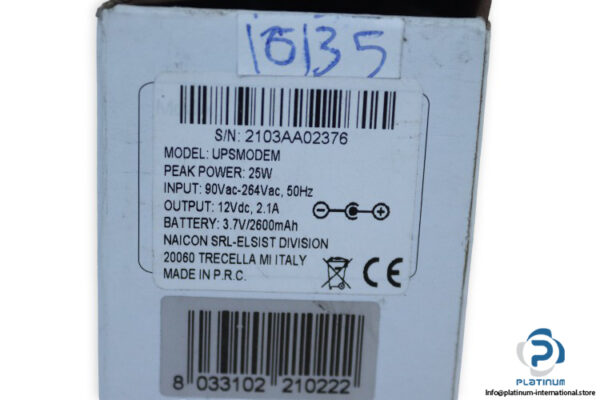 16135
S/N: 2103AA02376
MODEL: UPSMODEM
PEAK POWER: 25W
INPUT: 90Vac-264Vac, 50Hz
OUTPUT: 12Vdc, 2.1A
BATTERY: 3.7V/2600mAh
NAICON SRL-ELSIST DIVISION
20060 TRECELLA MI ITALY
MADE IN P.R.C.
CE
8 033102 210222
PLATINUM
Info@platinum-international.store